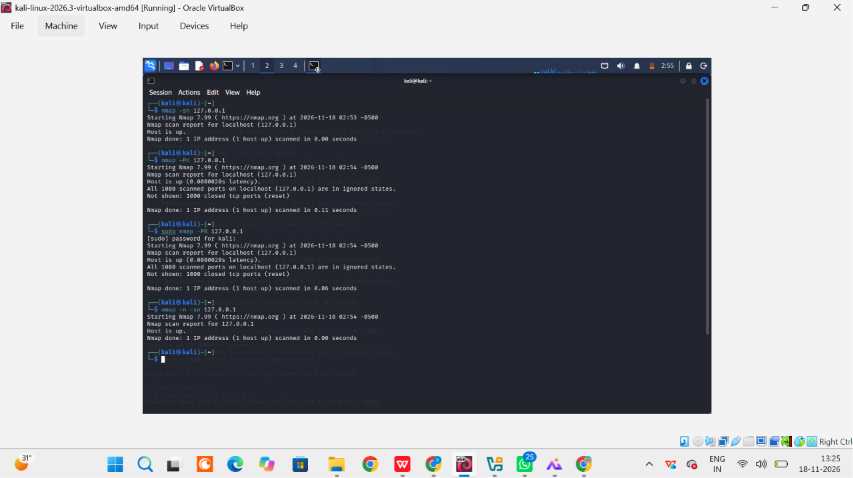 kali-linux-2026.3-virtualbox-amd64 [Running] - Oracle VirtualBox
File Machine View Input Devices Help
1 2 3 4 2:55
kali@kali: ~
Session Actions Edit View Help
┌──(kali㉿kali)-[~]
└─$ nmap -sn 127.0.0.1
Starting Nmap 7.99 ( https://nmap.org ) at 2026-11-18 02:53 -0500
Nmap scan report for localhost (127.0.0.1)
Host is up.
Nmap done: 1 IP address (1 host up) scanned in 0.00 seconds
┌──(kali㉿kali)-[~]
└─$ nmap -Pn 127.0.0.1
Starting Nmap 7.99 ( https://nmap.org ) at 2026-11-18 02:54 -0500
Nmap scan report for localhost (127.0.0.1)
Host is up (0.0000020s latency).
All 1000 scanned ports on localhost (127.0.0.1) are in ignored states.
Not shown: 1000 closed tcp ports (reset)
Nmap done: 1 IP address (1 host up) scanned in 0.11 seconds
┌──(kali㉿kali)-[~]
└─$ sudo nmap -PR 127.0.0.1
[sudo] password for kali:
Starting Nmap 7.99 ( https://nmap.org ) at 2026-11-18 02:54 -0500
Nmap scan report for localhost (127.0.0.1)
Host is up (0.0000020s latency).
All 1000 scanned ports on localhost (127.0.0.1) are in ignored states.
Not shown: 1000 closed tcp ports (reset)
Nmap done: 1 IP address (1 host up) scanned in 0.06 seconds
┌──(kali㉿kali)-[~]
└─$ nmap -n -sn 127.0.0.1
Starting Nmap 7.99 ( https://nmap.org ) at 2026-11-18 02:54 -0500
Nmap scan report for 127.0.0.1
Host is up.
Nmap done: 1 IP address (1 host up) scanned in 0.00 seconds
┌──(kali㉿kali)-[~]
└─$
Right Ctrl
31°
25
ENG
IN
13:25
18-11-2026